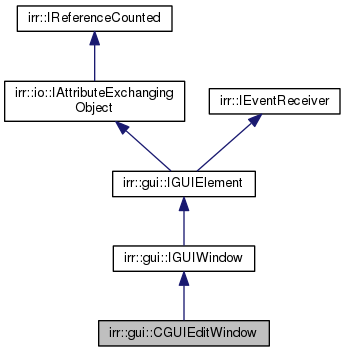 irr::IReferenceCounted
irr::io::IAttributeExchanging
Object
irr::IEventReceiver
irr::gui::IGUIElement
irr::gui::IGUIWindow
irr::gui::CGUIEditWindow